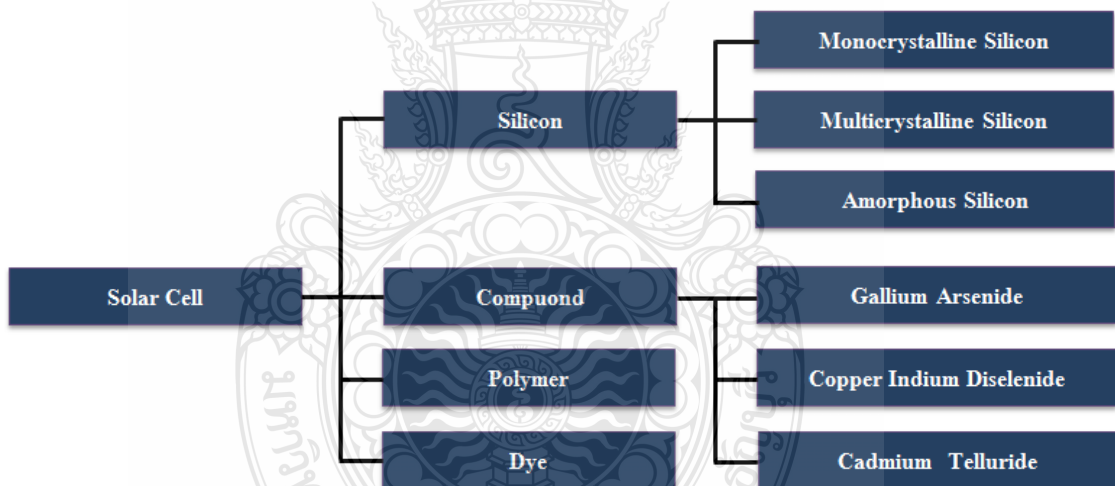 Monocrystalline Silicon
Silicon
Multicrystalline Silicon
Amorphous Silicon
Solar Cell
Compuond
Gallium Arsenide
Polymer
Copper Indium Diselenide
Dye
Cadmium Telluride